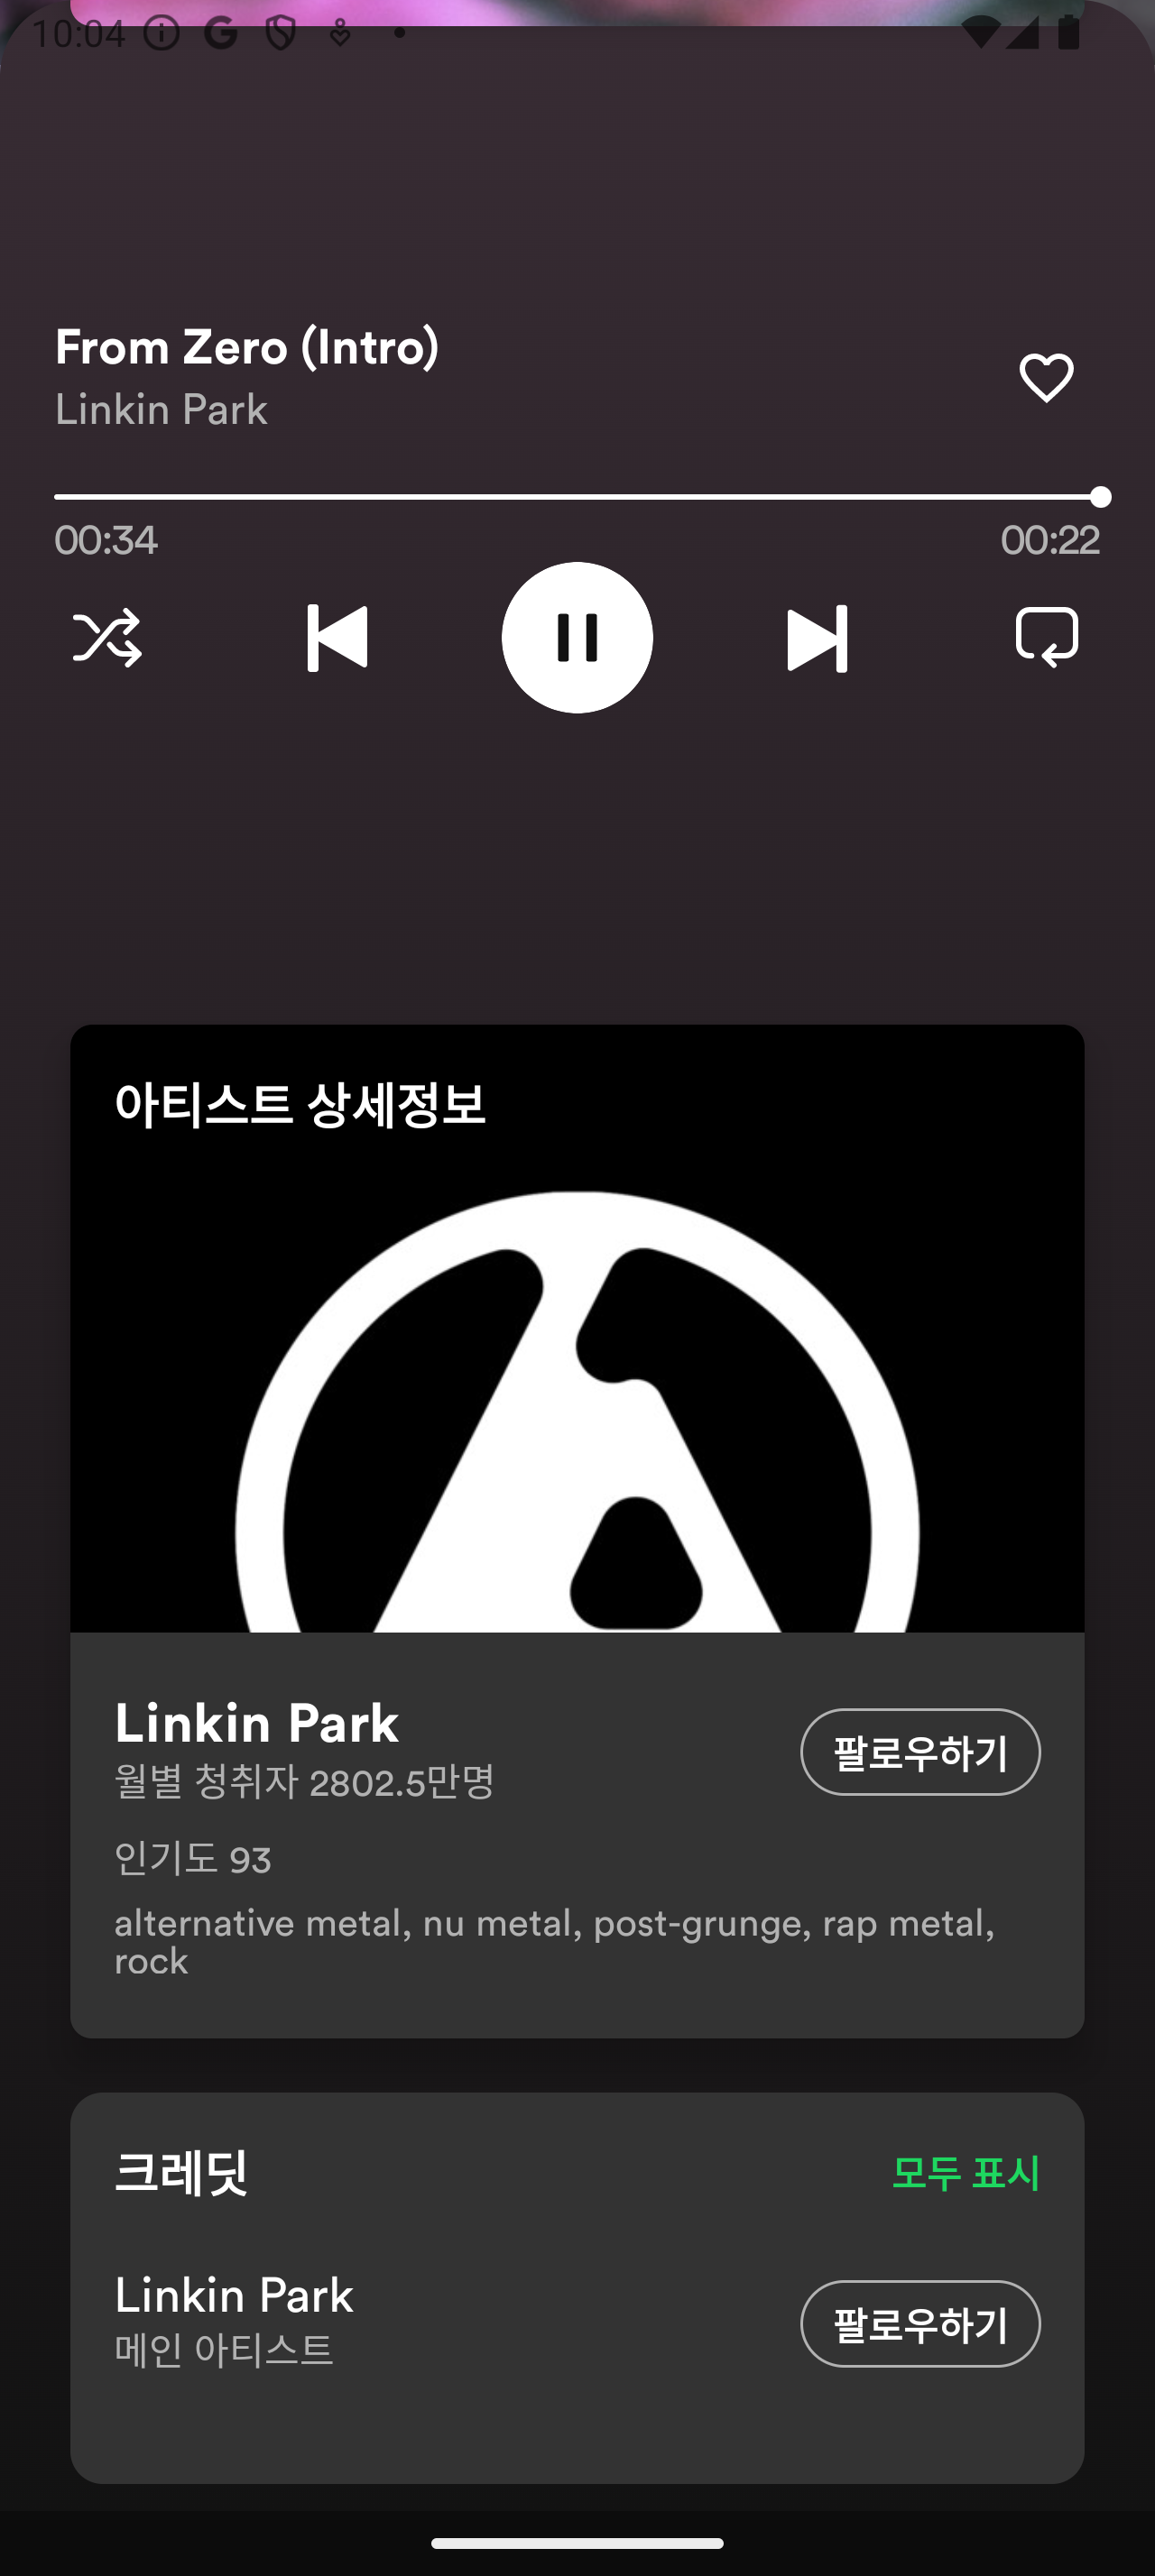 10:04
From Zero (Intro)
Linkin Park
00:34
00:22
아티스트 상세정보
Linkin Park
월별 청취자 2802.5만명
팔로우하기
인기도 93
alternative metal, nu metal, post-grunge, rap metal,
rock
크레딧
모두 표시
Linkin Park
메인 아티스트
팔로우하기